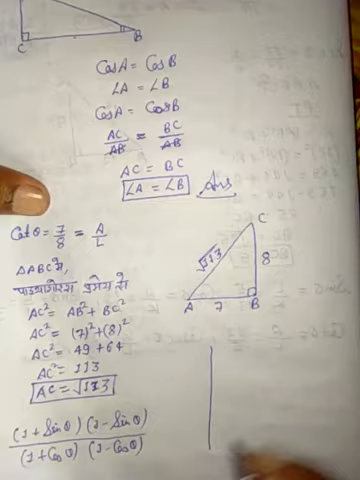 C
B
CosA = CosB
∠A = ∠B
CosA = CosB
AC/AB = BC/AB
AC = BC
∠A = ∠B Ans
Cotθ = 7/8 = A/L
△ABC में,
पाइथागोरस प्रमेय से
AC² = AB² + BC²
AC² = (7)² + (8)²
AC² = 49 + 64
AC² = 113
AC = √113
(1 + Sinθ) (1 - Sinθ)
(1 + Cosθ) (1 - Cosθ)
C
√113
8
A
7
B